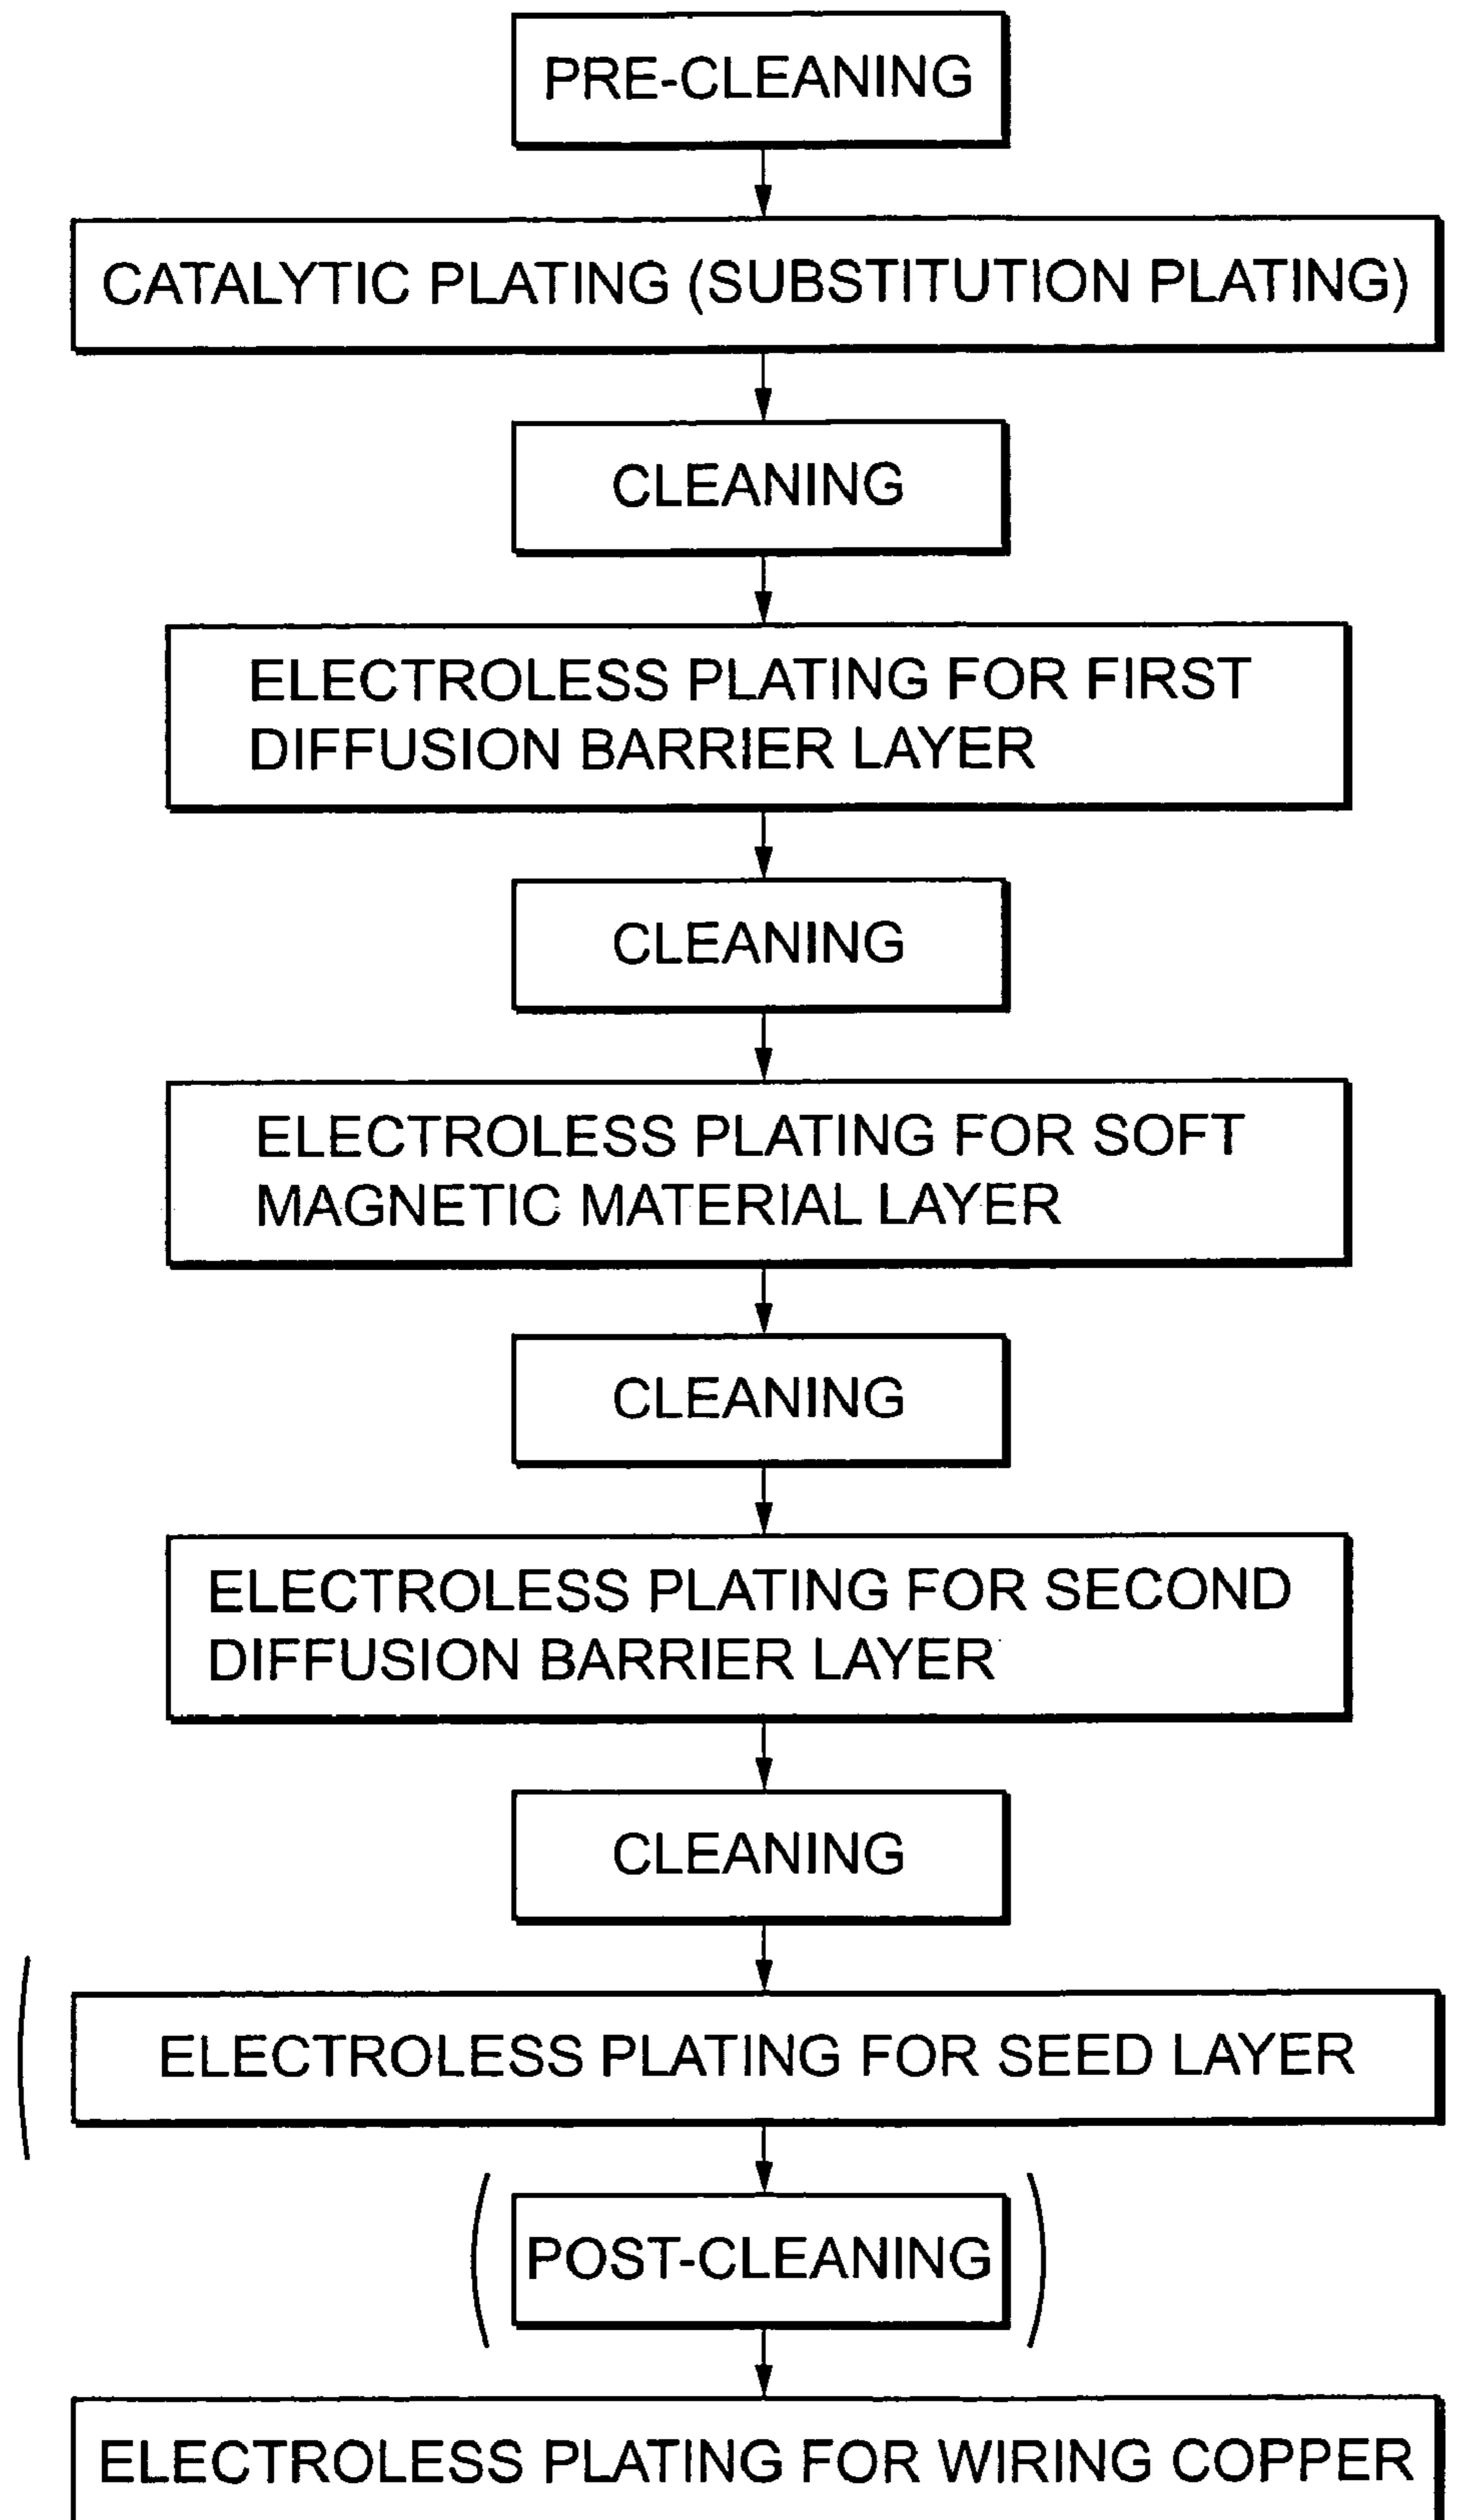 PRE-CLEANING
CATALYTIC PLATING (SUBSTITUTION PLATING)
CLEANING
ELECTROLESS PLATING FOR FIRST
DIFFUSION BARRIER LAYER
CLEANING
ELECTROLESS PLATING FOR SOFT
MAGNETIC MATERIAL LAYER
CLEANING
ELECTROLESS PLATING FOR SECOND
DIFFUSION BARRIER LAYER
CLEANING
ELECTROLESS PLATING FOR SEED LAYER
POST-CLEANING
ELECTROLESS PLATING FOR WIRING COPPER